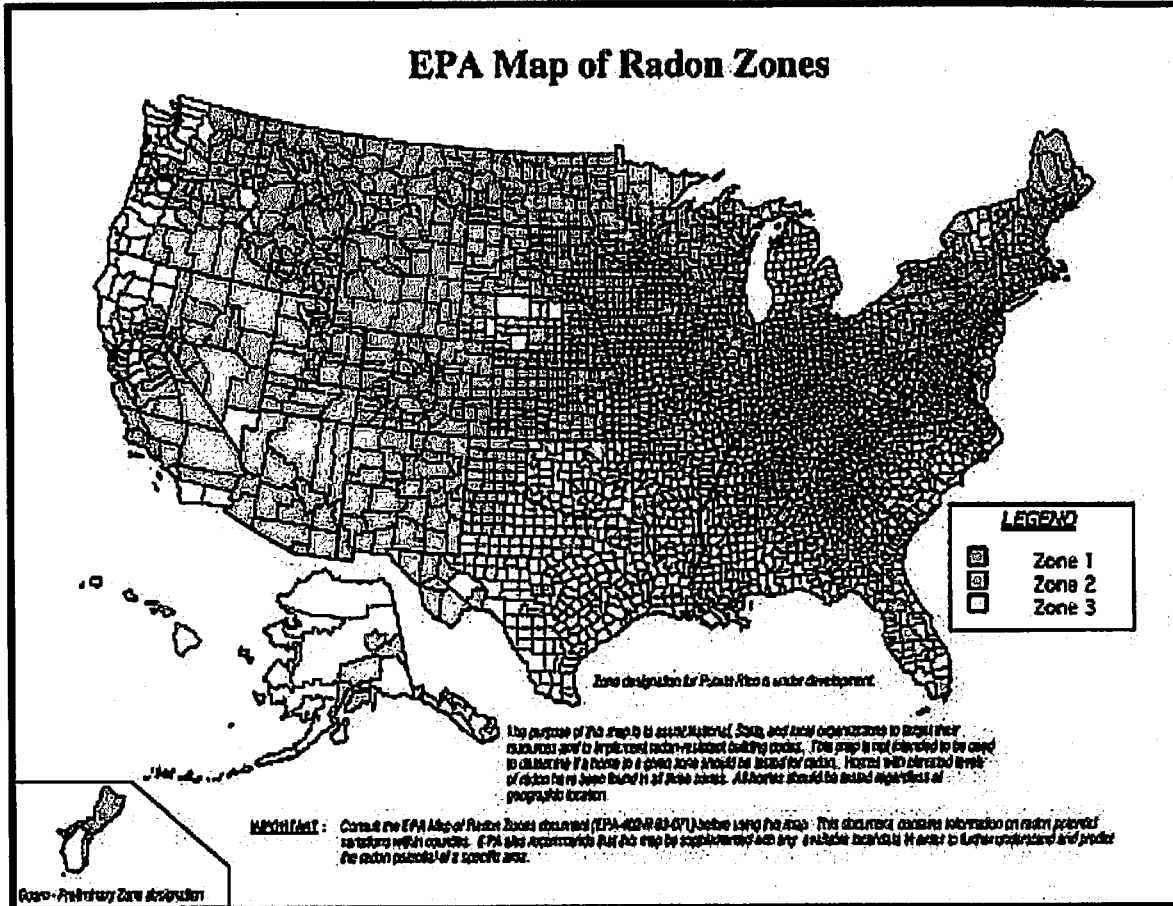 EPA Map of Radon Zones
LEGEND
Zone 1
Zone 2
Zone 3
Zone designation for Puerto Rico is under development.
The purpose of this map is to assist National, State, and local organizations to target their
resources and to implement radon-resistant building codes. This map is not intended to be used
to determine if a home in a given zone should be tested for radon. Homes with elevated levels
of radon have been found in all three zones. All homes should be tested regardless of
geographic location.
IMPORTANT : Consult the EPA Map of Radon Zones document (EPA-402-R-93-071) before using this map. This document contains information on radon potential
variations within counties. EPA also recommends that this map be supplemented with any available local data in order to further understand and predict
the radon potential of a specific area.
Guam - Preliminary Zone designation